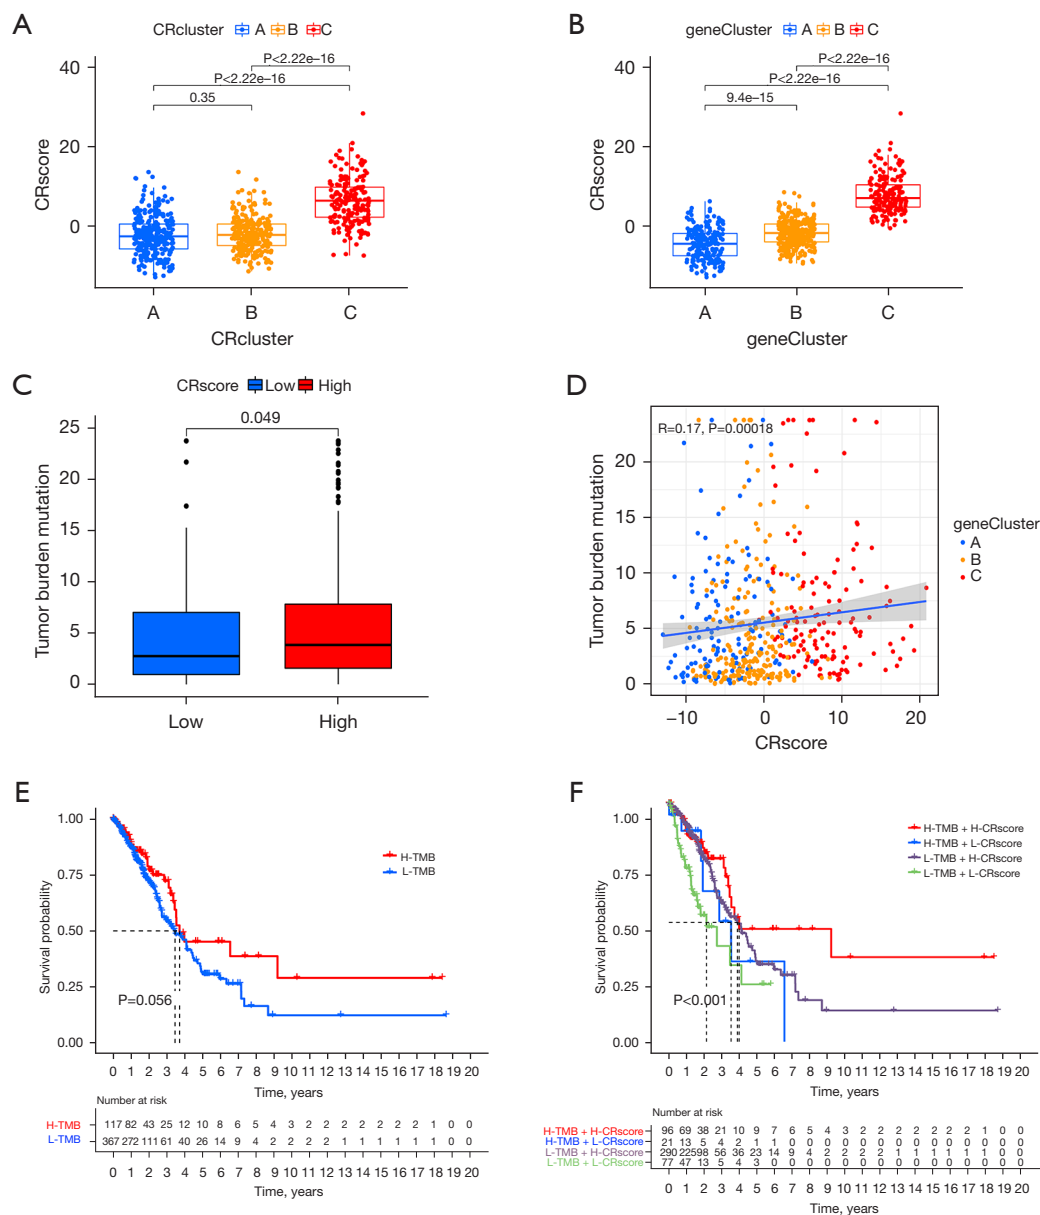 A
CRcluster A B C
40
20
0
CRscore
P<2.22e–16
P<2.22e–16
0.35
A B C
CRcluster
B
geneCluster A B C
40
20
0
CRscore
P<2.22e–16
P<2.22e–16
9.4e–15
A B C
geneCluster
C
CRscore Low High
0.049
25
20
15
10
5
0
Tumor burden mutation
Low High
D
R=0.17, P=0.00018
20
15
10
5
0
Tumor burden mutation
–10 0 10 20
CRscore
geneCluster
A
B
C
E
1.00
0.75
0.50
0.25
0.00
Survival probability
H-TMB
L-TMB
P=0.056
0 1 2 3 4 5 6 7 8 9 10 11 12 13 14 15 16 17 18 19 20
Time, years
Number at risk
H-TMB 117 82 43 25 12 10 8 6 5 4 3 2 2 2 2 2 2 2 1 0 0
L-TMB 367 272 111 61 40 26 14 9 4 2 2 2 2 1 1 1 1 1 1 0 0
0 1 2 3 4 5 6 7 8 9 10 11 12 13 14 15 16 17 18 19 20
Time, years
F
1.00
0.75
0.50
0.25
0.00
Survival probability
H-TMB + H-CRscore
H-TMB + L-CRscore
L-TMB + H-CRscore
L-TMB + L-CRscore
P<0.001
0 1 2 3 4 5 6 7 8 9 10 11 12 13 14 15 16 17 18 19 20
Time, years
Number at risk
H-TMB + H-CRscore 96 69 38 21 10 9 7 6 5 4 3 2 2 2 2 2 2 2 1 0 0
H-TMB + L-CRscore 21 13 5 4 2 1 1 0 0 0 0 0 0 0 0 0 0 0 0 0 0
L-TMB + H-CRscore 290 22598 56 36 23 14 9 4 2 2 2 2 1 1 1 1 1 1 0 0
L-TMB + L-CRscore 77 47 13 5 4 3 0 0 0 0 0 0 0 0 0 0 0 0 0 0 0
0 1 2 3 4 5 6 7 8 9 10 11 12 13 14 15 16 17 18 19 20
Time, years